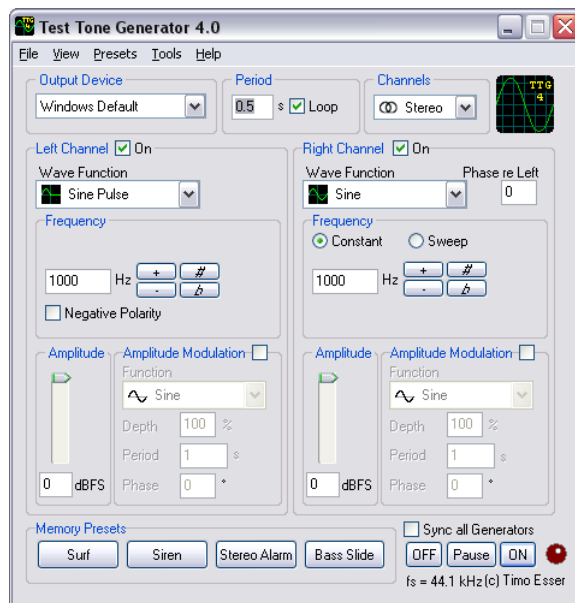 Test Tone Generator 4.0
File View Presets Tools Help
Output Device
Windows Default
Period
0.5 s Loop
Channels
Stereo
TTG
4
Left Channel On
Wave Function
Sine Pulse
Frequency
1000 Hz + #
- b
Negative Polarity
Amplitude
0 dBFS
Amplitude Modulation
Function
Sine
Depth 100 %
Period 1 s
Phase 0 °
Right Channel On
Wave Function
Sine
Phase re Left
0
Frequency
Constant Sweep
1000 Hz + #
- b
Amplitude
0 dBFS
Amplitude Modulation
Function
Sine
Depth 100 %
Period 1 s
Phase 0 °
Memory Presets
Surf Siren Stereo Alarm Bass Slide
Sync all Generators
OFF Pause ON
fs = 44.1 kHz (c) Timo Esser